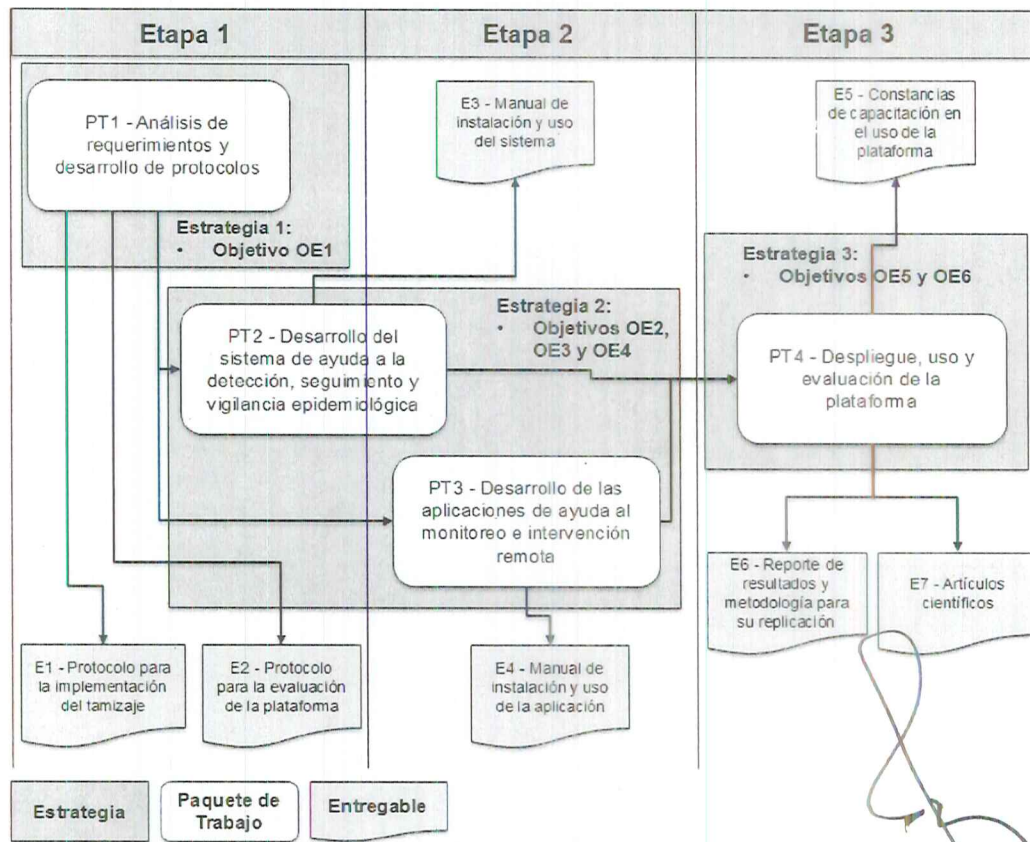 Etapa 1
Etapa 2
Etapa 3
PT1 - Análisis de
requerimientos y
desarrollo de protocolos
Estrategia 1:
• Objetivo OE1
E3 - Manual de
instalación y uso
del sistema
E5 - Constancias
de capacitación en
el uso de la
plataforma
Estrategia 2:
• Objetivos OE2,
OE3 y OE4
PT2 - Desarrollo del
sistema de ayuda a la
detección, seguimiento y
vigilancia epidemiológica
Estrategia 3:
• Objetivos OE5 y OE6
PT4 - Despliegue, uso y
evaluación de la
plataforma
PT3 - Desarrollo de las
aplicaciones de ayuda al
monitoreo e intervención
remota
E6 - Reporte de
resultados y
metodología para
su replicación
E7 - Artículos
científicos
E1 - Protocolo para
la implementación
del tamizaje
E2 - Protocolo
para la evaluación
de la plataforma
E4 - Manual de
instalación y uso
de la aplicación
Estrategia
Paquete de
Trabajo
Entregable